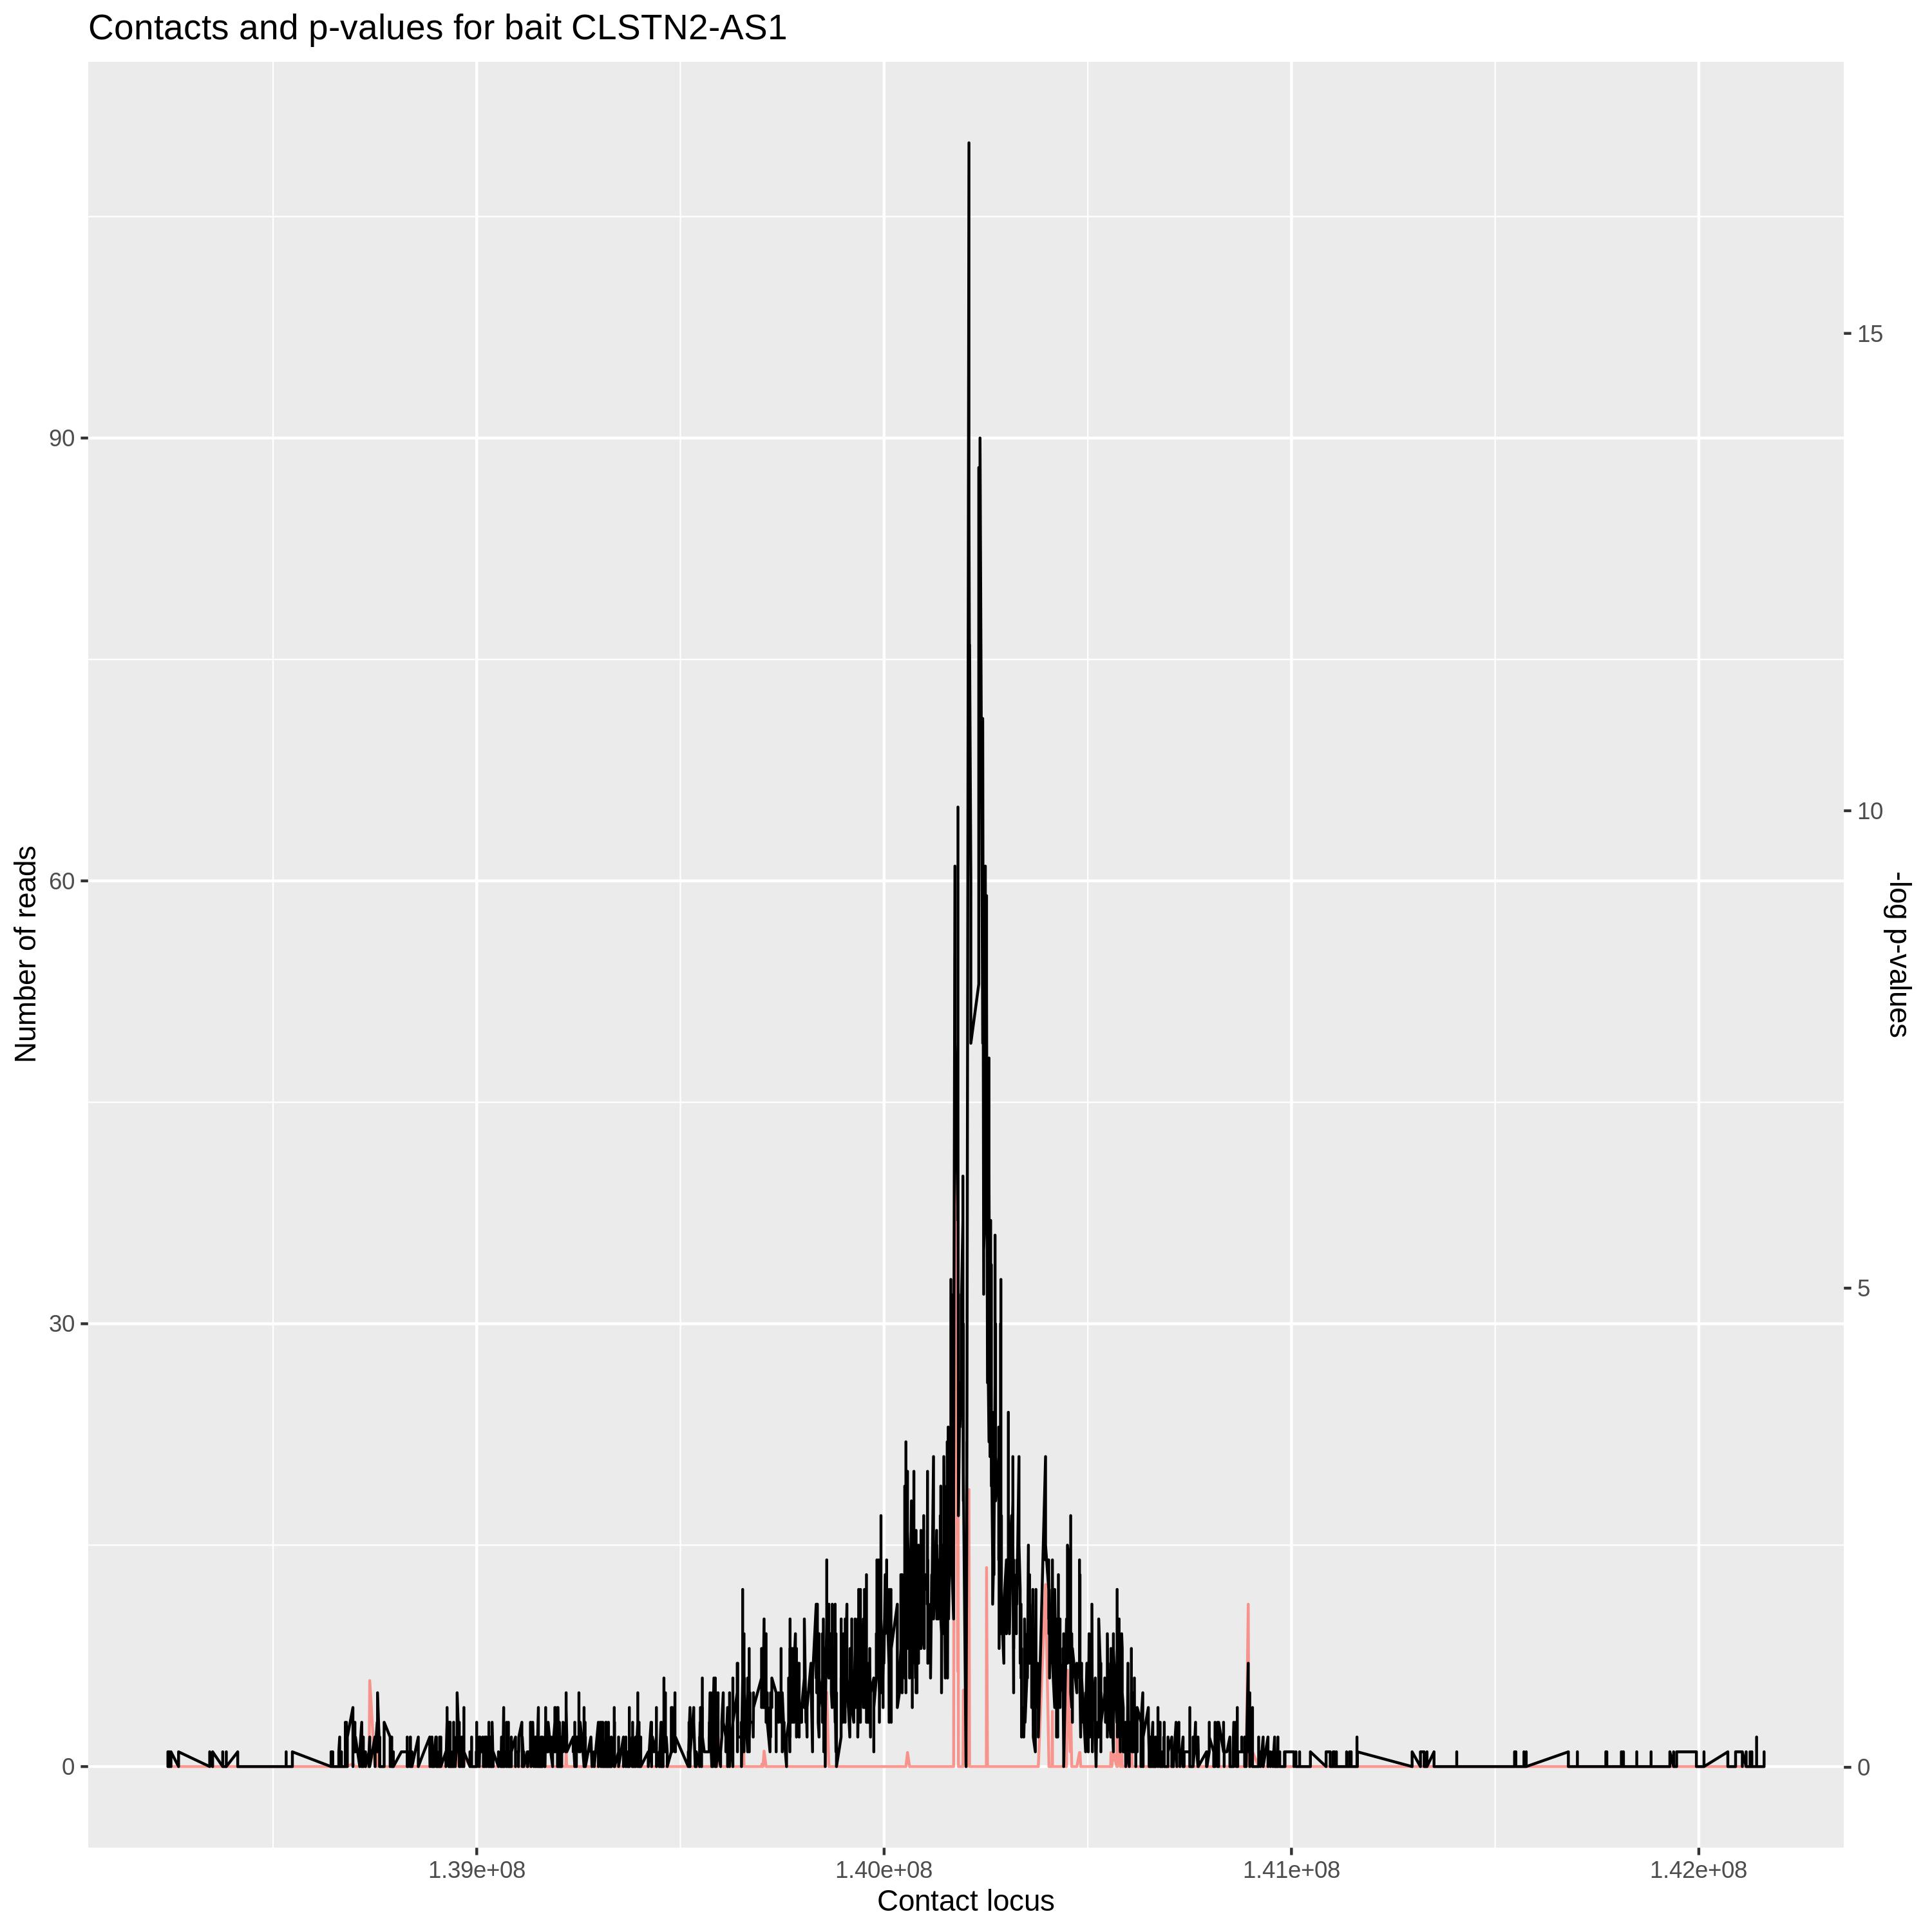 Contacts and p-values for bait CLSTN2-AS1
Number of reads
90
60
30
0
15
10
5
0
-log p-values
1.39e+08
1.40e+08
1.41e+08
1.42e+08
Contact locus